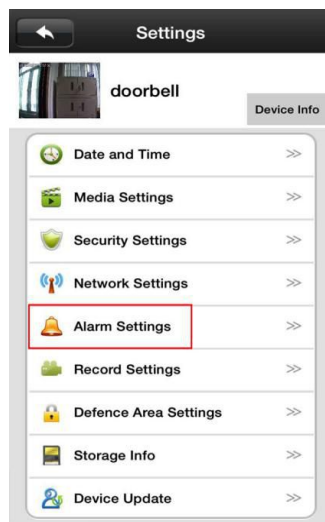 Settings
doorbell
Device Info
Date and Time
Media Settings
Security Settings
Network Settings
Alarm Settings
Record Settings
Defence Area Settings
Storage Info
Device Update